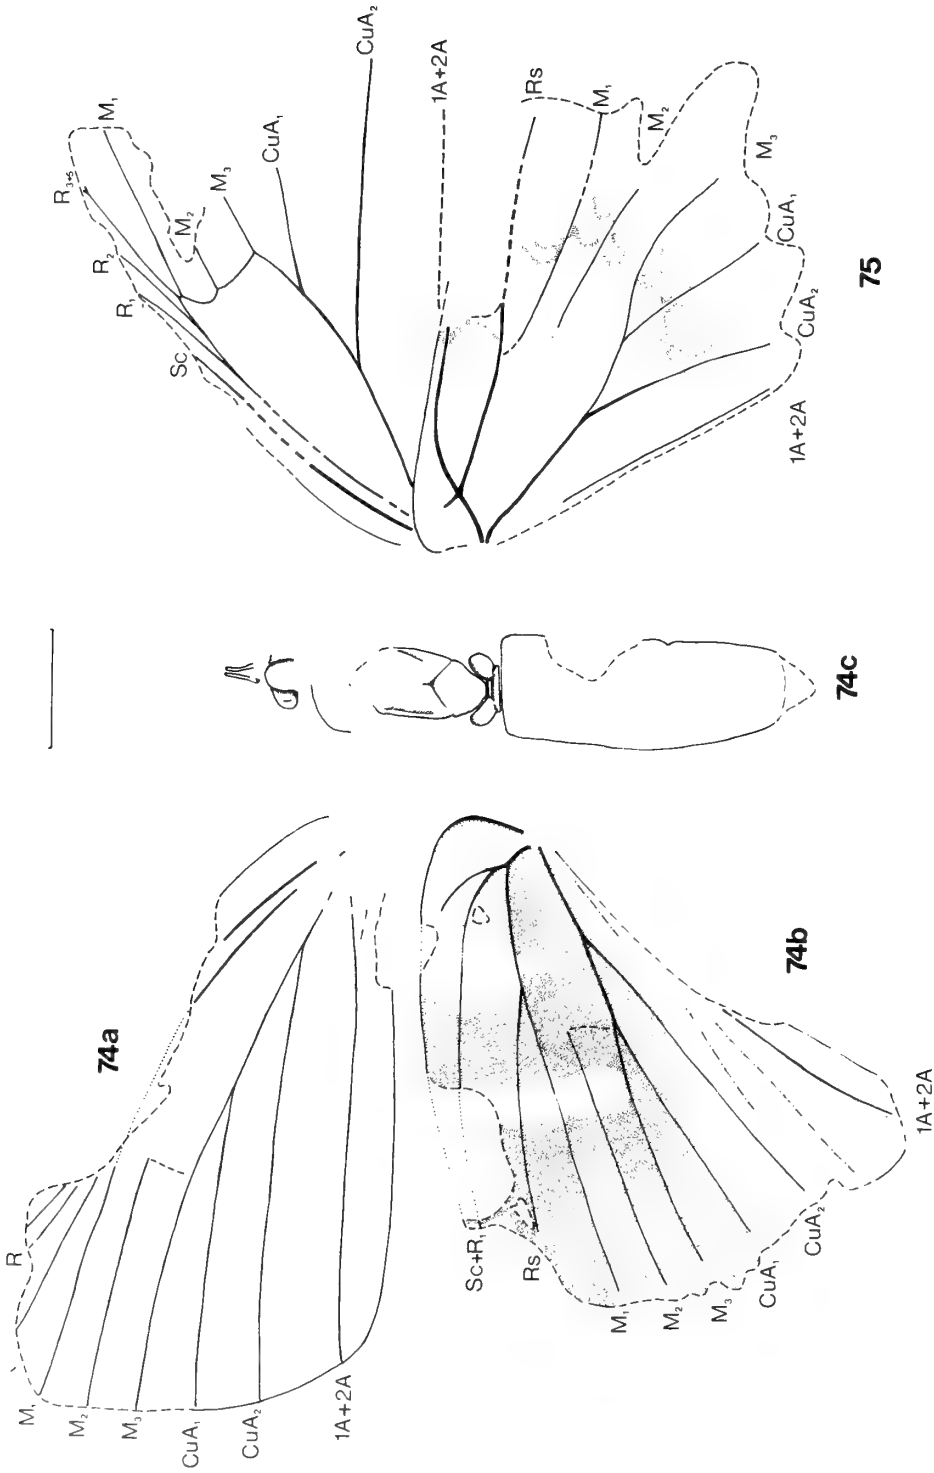 CuA₂
R₃₊₅
M₁
CuA₁
M₃
M₂
R₂
R₁
Sc
1A+2A
Rs
M₁
M₂
M₃
CuA₁
CuA₂
1A+2A
75
74c
74a
R
M₁
M₂
M₃
CuA₁
CuA₂
1A+2A
74b
Sc+R₁
Rs
M₁
M₂
M₃
CuA₁
CuA₂
1A+2A